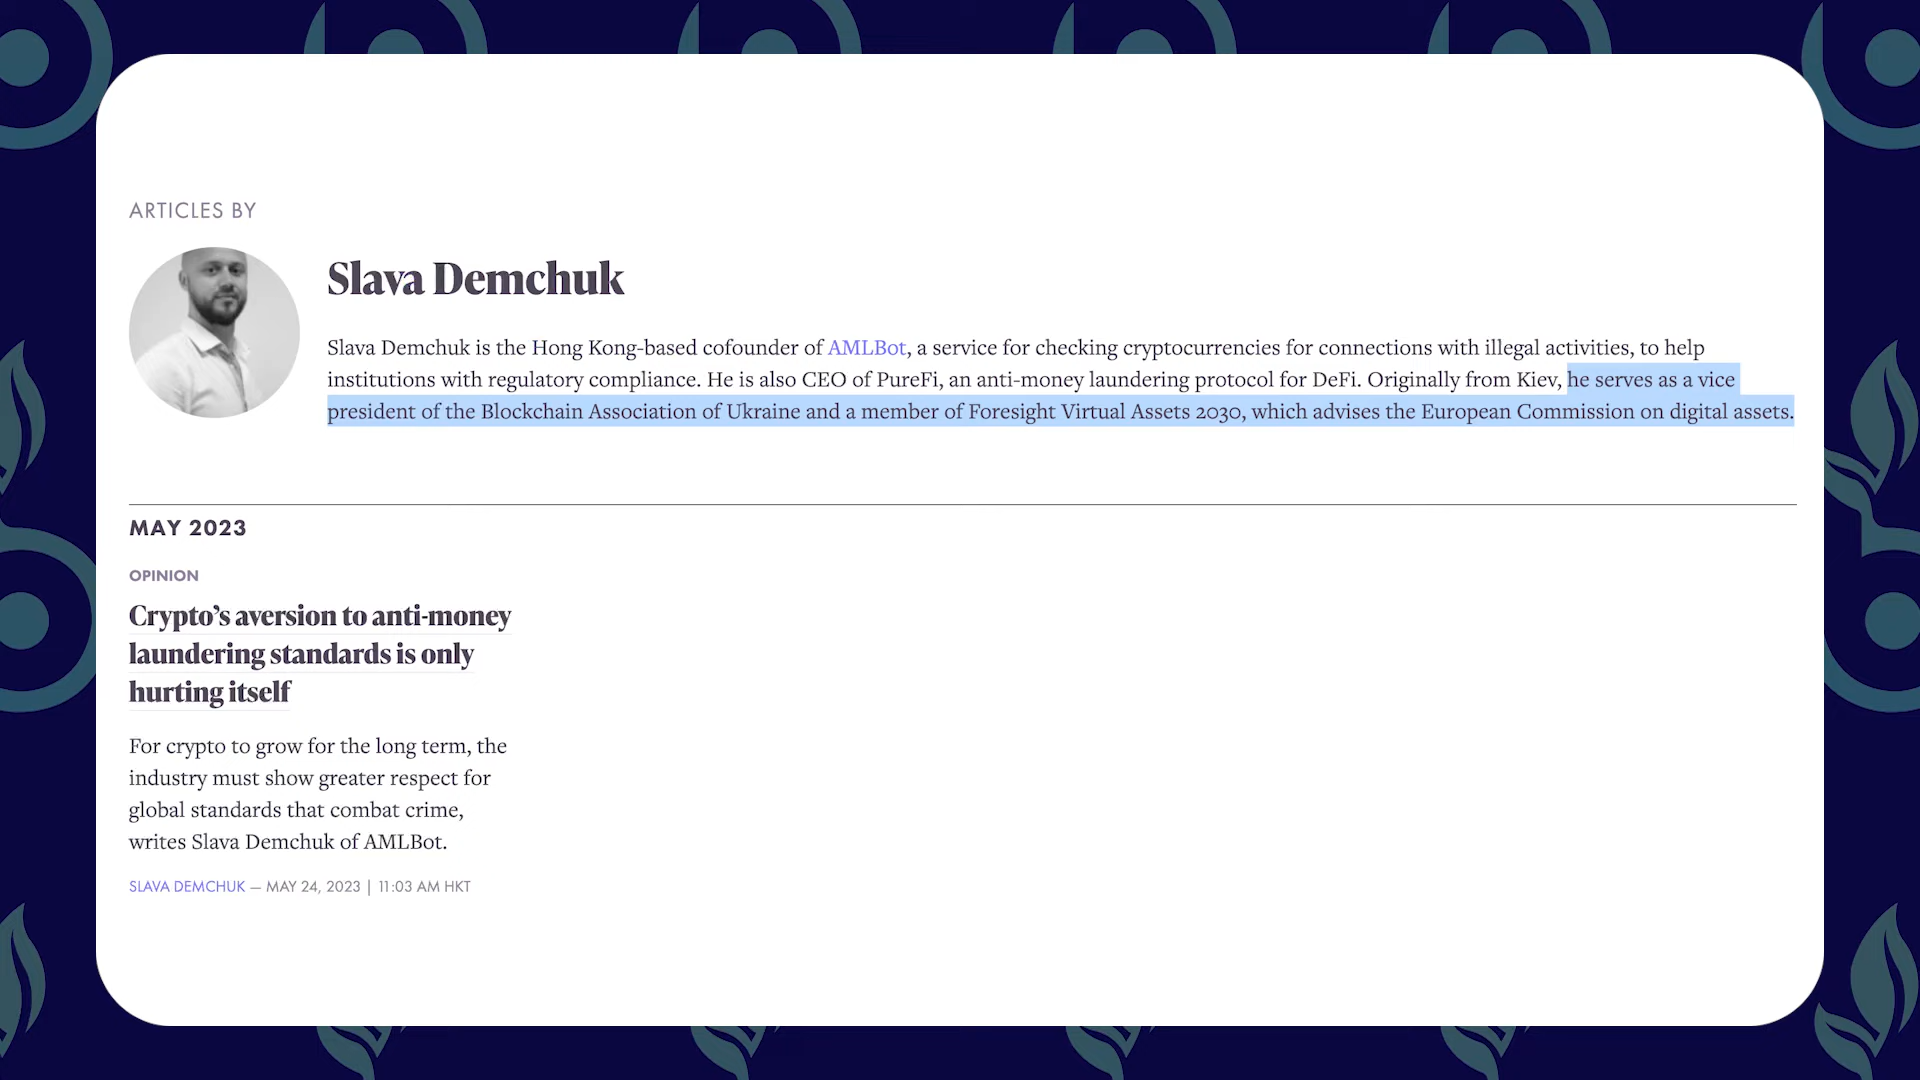 ARTICLES BY
Slava Demchuk
Slava Demchuk is the Hong Kong-based cofounder of AMLBot, a service for checking cryptocurrencies for connections with illegal activities, to help
institutions with regulatory compliance. He is also CEO of PureFi, an anti-money laundering protocol for DeFi. Originally from Kiev, he serves as a vice
president of the Blockchain Association of Ukraine and a member of Foresight Virtual Assets 2030, which advises the European Commission on digital assets.
MAY 2023
OPINION
Crypto’s aversion to anti-money
laundering standards is only
hurting itself
For crypto to grow for the long term, the
industry must show greater respect for
global standards that combat crime,
writes Slava Demchuk of AMLBot.
SLAVA DEMCHUK — MAY 24, 2023 | 11:03 AM HKT